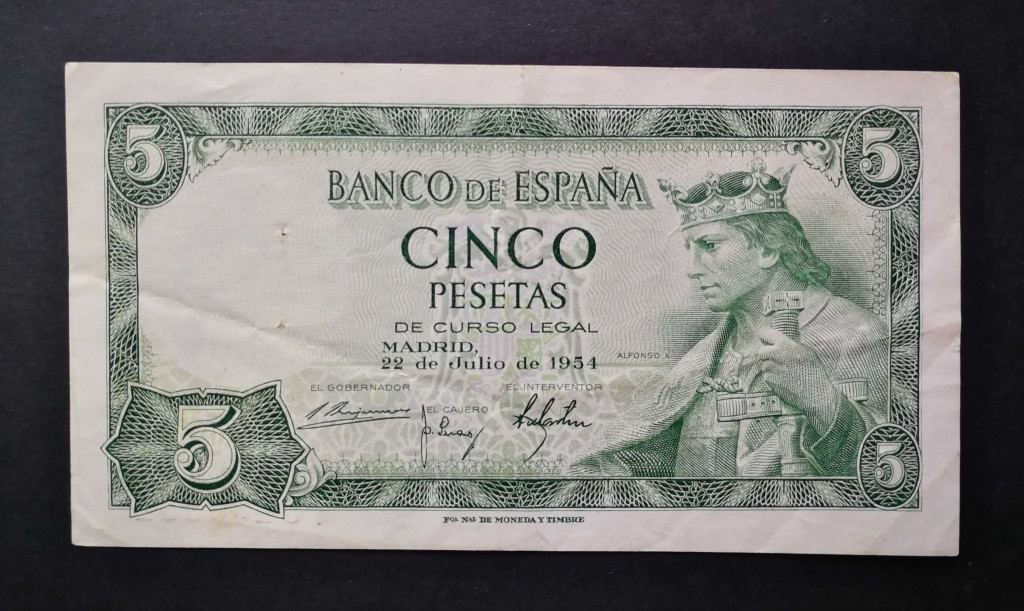 5
5
BANCO DE ESPAÑA
CINCO
PESETAS
DE CURSO LEGAL
MADRID,
22 de Julio de 1954
ALFONSO X
EL GOBERNADOR
EL INTERVENTOR
EL CAJERO
5
5
FCA. NAL. DE MONEDA Y TIMBRE